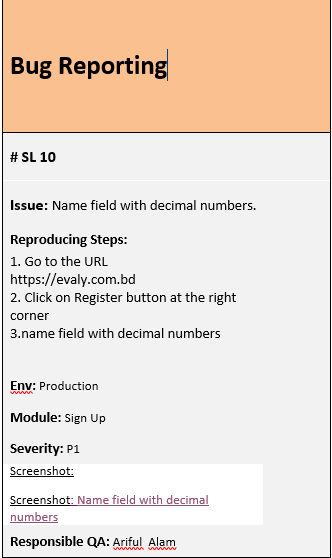 Bug Reporting
# SL 10
Issue: Name field with decimal numbers.
Reproducing Steps:
1. Go to the URL
https://evaly.com.bd
2. Click on Register button at the right
corner
3.name field with decimal numbers
Env: Production
Module: Sign Up
Severity: P1
Screenshot:
Screenshot: Name field with decimal
numbers
Responsible QA: Ariful Alam